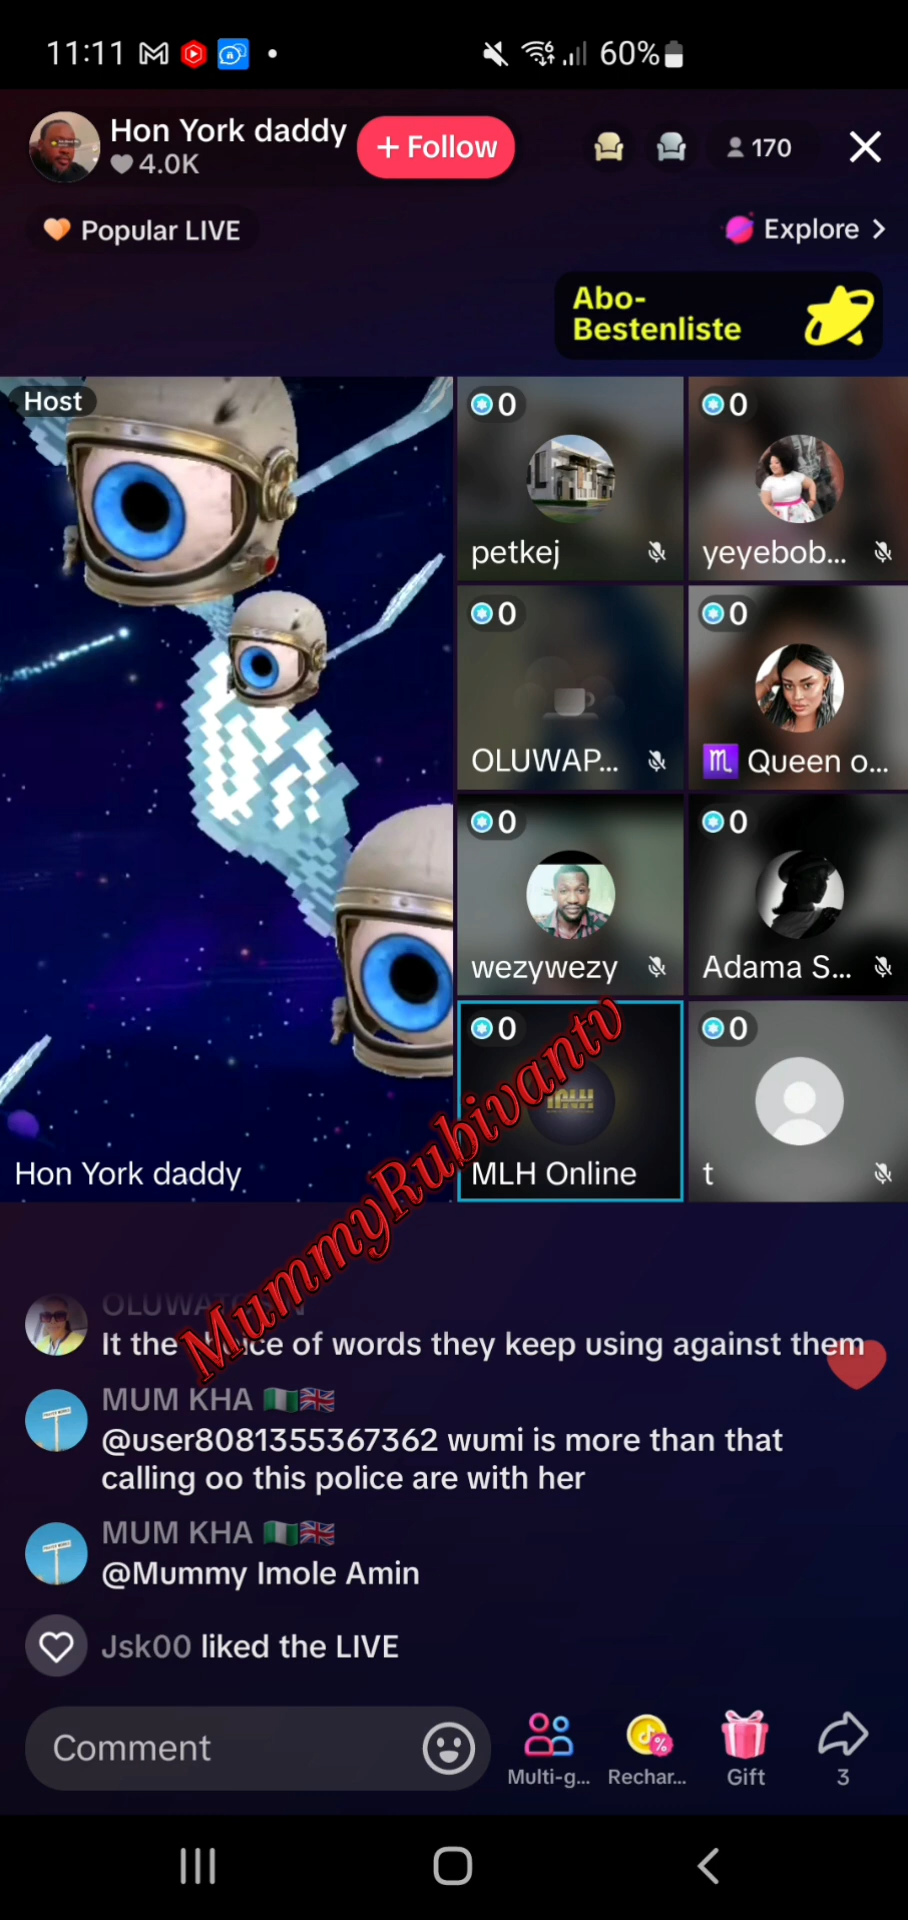 11:11
60%
Hon York daddy
4.0K
+ Follow
170
Popular LIVE
Explore >
Abo-
Bestenliste
Host
0
0
petkej
yeyebob...
0
0
OLUWAP...
Queen o...
0
0
wezywezy
Adama S...
0
0
Hon York daddy
MLH Online
t
MummyRubivantv
It the choice of words they keep using against them
MUM KHA 🇳🇬🇬🇧
@user8081355367362 wumi is more than that
calling oo this police are with her
MUM KHA 🇳🇬🇬🇧
@Mummy Imole Amin
Jsk00 liked the LIVE
Comment
Multi-g...
Rechar...
Gift
3